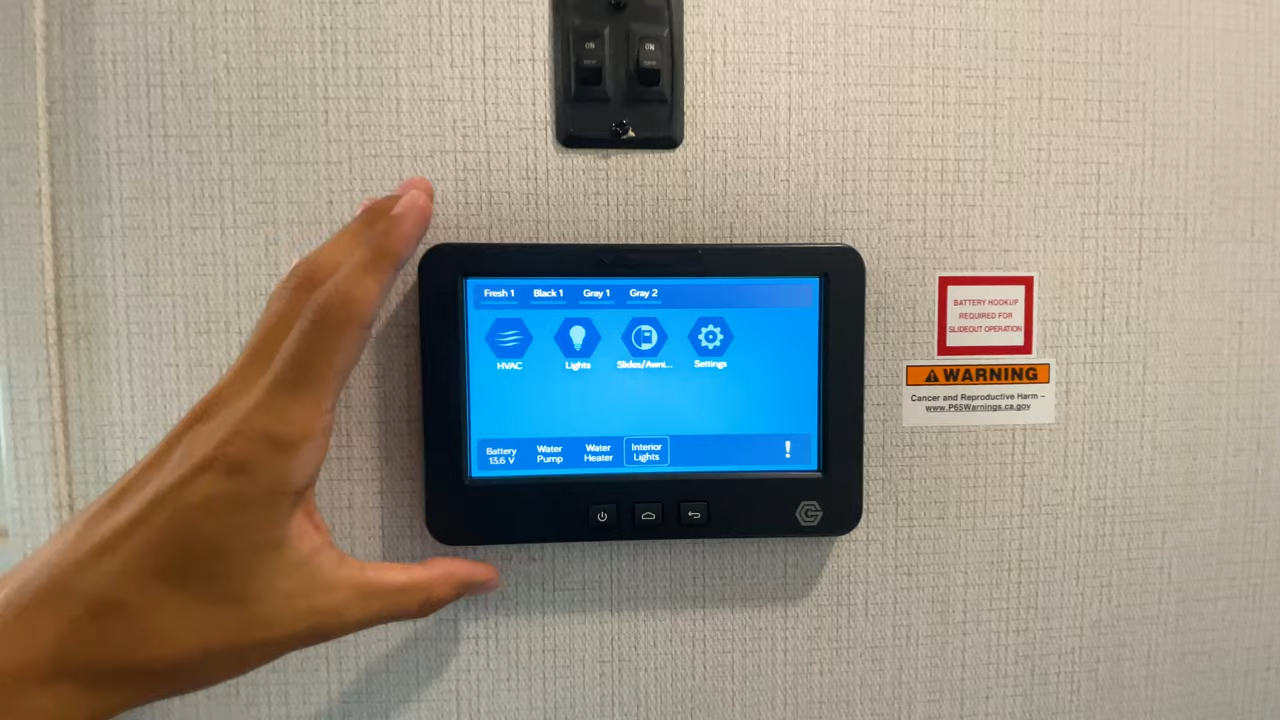 ON
OFF
ON
OFF
Fresh 1
Black 1
Gray 1
Gray 2
HVAC
Lights
Slides/Awni...
Settings
Battery
13.6 V
Water
Pump
Water
Heater
Interior
Lights
!
BATTERY HOOKUP
REQUIRED FOR
SLIDEOUT OPERATION
WARNING
Cancer and Reproductive Harm –
www.P65Warnings.ca.gov